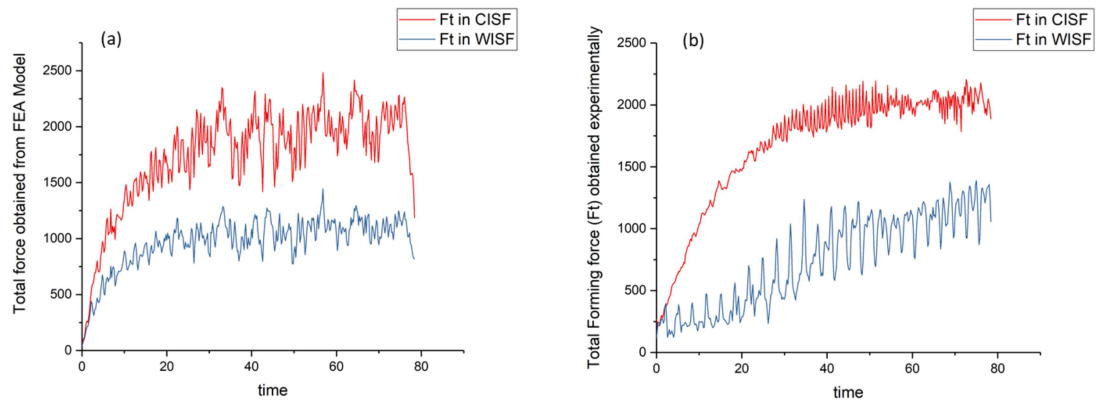 (a)
Ft in CISF
Ft in WISF
Total force obtained from FEA Model
2500
2000
1500
1000
500
0
0 20 40 60 80
time
(b)
Ft in CISF
Ft in WISF
Total Forming force (Ft) obtained experimentally
2500
2000
1500
1000
500
0
0 20 40 60 80
time